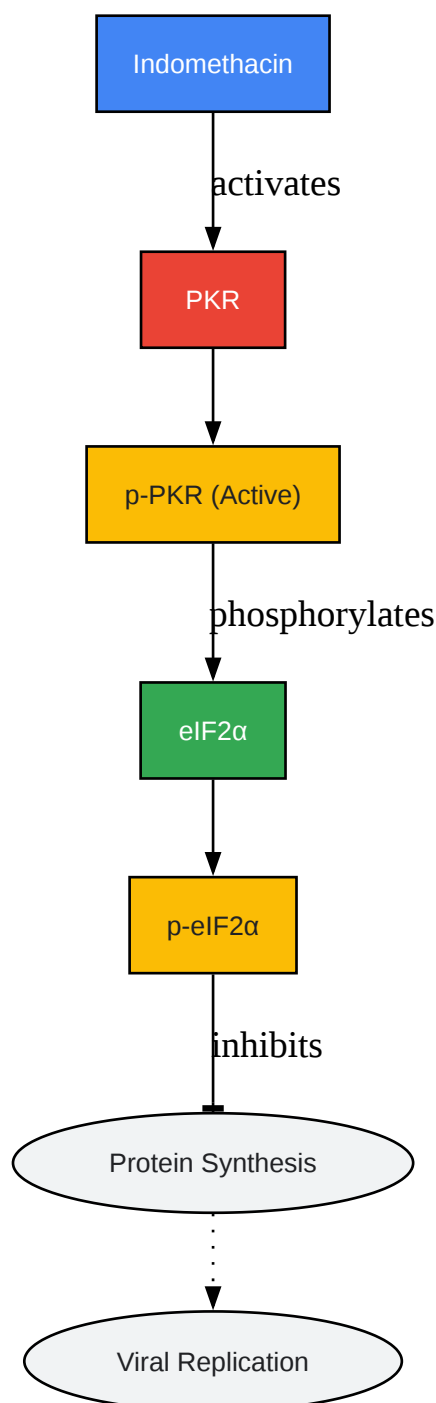 Indomethacin
activates
PKR
p-PKR (Active)
phosphorylates
eIF2α
p-eIF2α
inhibits
Protein Synthesis
Viral Replication